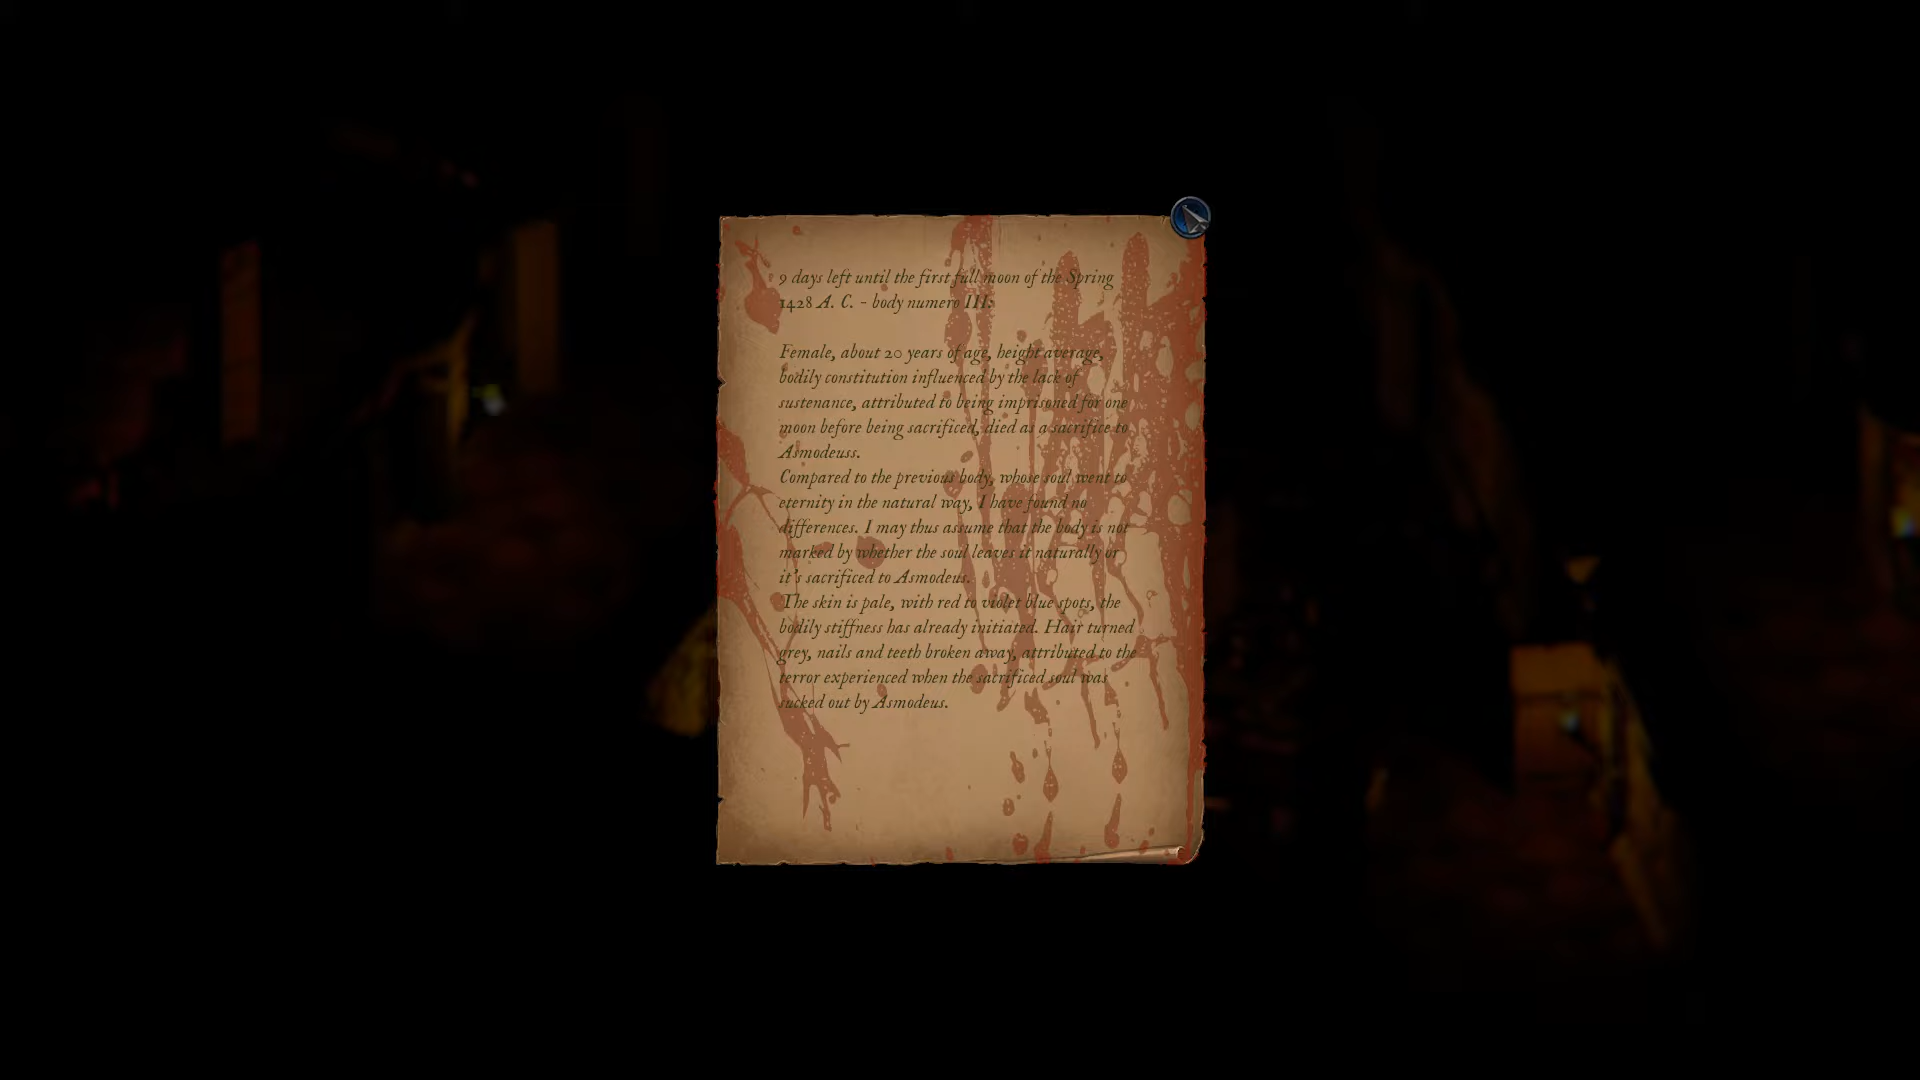 9 days left until the first full moon of the Spring
1428 A. C. - body numero III:
Female, about 20 years of age, height average,
bodily constitution influenced by the lack of
sustenance, attributed to being imprisoned for one
moon before being sacrificed, died as a sacrifice to
Asmodeuss.
Compared to the previous body, whose soul went to
eternity in the natural way, I have found no
differences. I may thus assume that the body is not
marked by whether the soul leaves it naturally or
it's sacrificed to Asmodeus.
The skin is pale, with red to violet blue spots, the
bodily stiffness has already initiated. Hair turned
grey, nails and teeth broken away, attributed to the
terror experienced when the sacrificed soul was
sucked out by Asmodeus.